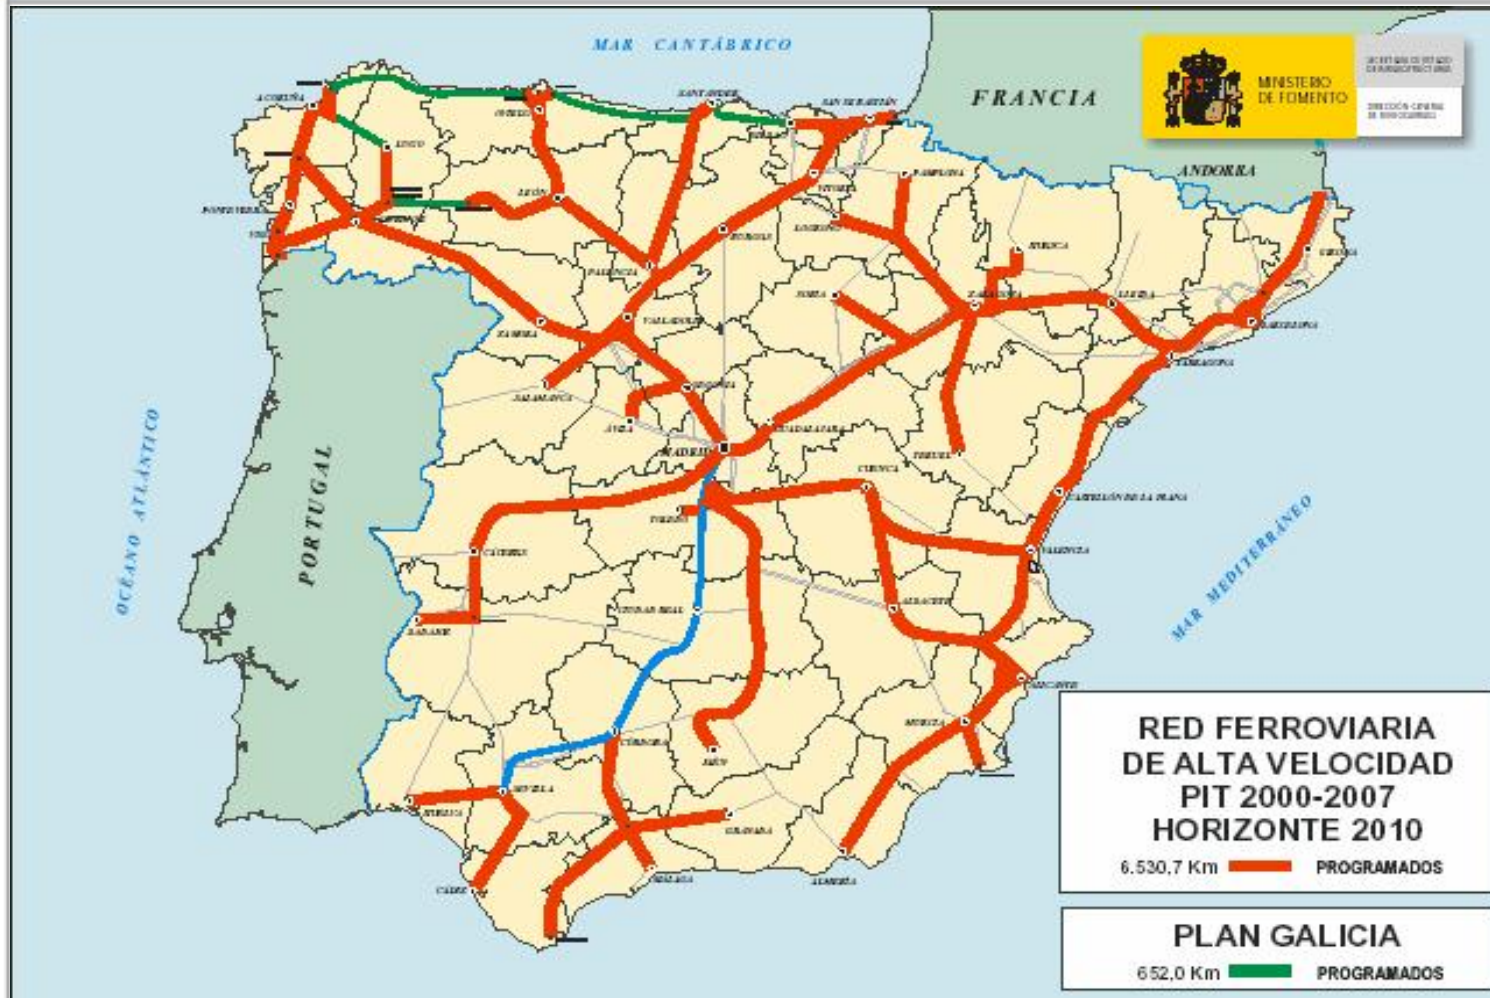 MAR CANTÁBRICO
FRANCIA
MINISTERIO
DE FOMENTO
A CORUÑA
OVIEDO
SANTANDER
SAN SEBASTIÁN
BILBAO
LUGO
ANDORRA
PONTEVEDRA
LEÓN
VITORIA
PAMPLONA
LOGROÑO
BURGOS
HUESCA
GIRONA
PALENCIA
SORIA
ZARAGOZA
LLEIDA
ZAMORA
VALLADOLID
BARCELONA
TARRAGONA
SALAMANCA
SEGOVIA
ÁVILA
GUADALAJARA
MADRID
TERUEL
CUENCA
CASTELLÓN DE LA PLANA
OCÉANO ATLÁNTICO
PORTUGAL
TOLEDO
CÁCERES
VALENCIA
MAR MEDITERRÁNEO
CIUDAD REAL
ALBACETE
BADAJOZ
ALICANTE
MURCIA
CÓRDOBA
JAÉN
SEVILLA
HUELVA
GRANADA
CÁDIZ
MÁLAGA
ALMERÍA
RED FERROVIARIA
DE ALTA VELOCIDAD
PIT 2000-2007
HORIZONTE 2010
6.530,7 Km PROGRAMADOS
PLAN GALICIA
652,0 Km PROGRAMADOS